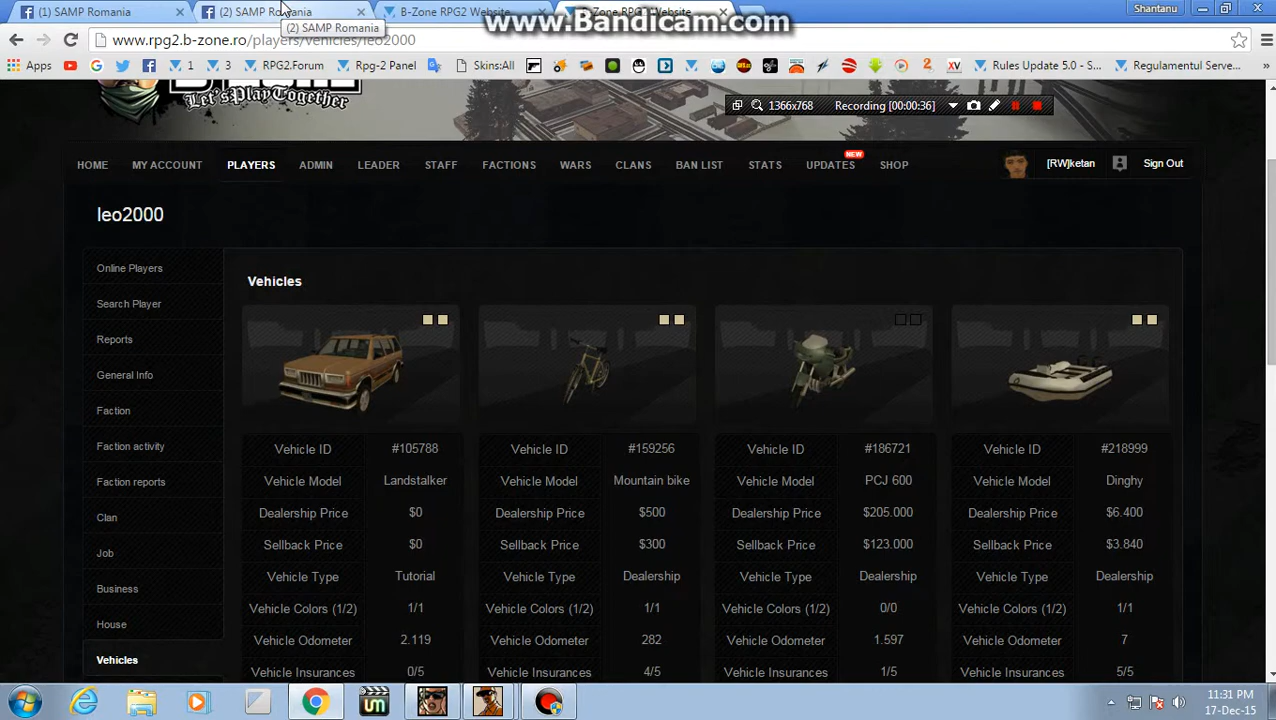 (1) SAMP Romania
(2) SAMP Romania
B-Zone RPG2 Website
B-Zone RPG2 Website
Shantanu
www.Bandicam.com
(2) SAMP Romania
www.rpg2.b-zone.ro/players/vehicles/leo2000
Apps
1
3
RPG2.Forum
Rpg-2 Panel
Skins:All
Rules Update 5.0 - C...
Regulamentul Serve...
Let'sPlayTogether
1366x768 Recording [00:00:36]
HOME MY ACCOUNT PLAYERS ADMIN LEADER STAFF FACTIONS WARS CLANS BAN LIST STATS UPDATES NEW SHOP [RW]ketan Sign Out
leo2000
Online Players
Search Player
Reports
General Info
Faction
Faction activity
Faction reports
Clan
Job
Business
House
Vehicles
Vehicles
Vehicle ID #105788 Vehicle ID #159256 Vehicle ID #186721 Vehicle ID #218999
Vehicle Model Landstalker Vehicle Model Mountain bike Vehicle Model PCJ 600 Vehicle Model Dinghy
Dealership Price $0 Dealership Price $500 Dealership Price $205.000 Dealership Price $6.400
Sellback Price $0 Sellback Price $300 Sellback Price $123.000 Sellback Price $3.840
Vehicle Type Tutorial Vehicle Type Dealership Vehicle Type Dealership Vehicle Type Dealership
Vehicle Colors (1/2) 1/1 Vehicle Colors (1/2) 1/1 Vehicle Colors (1/2) 0/0 Vehicle Colors (1/2) 1/1
Vehicle Odometer 2.119 Vehicle Odometer 282 Vehicle Odometer 1.597 Vehicle Odometer 7
Vehicle Insurances 0/5 Vehicle Insurances 4/5 Vehicle Insurances 1/5 Vehicle Insurances 5/5
11:31 PM
17-Dec-15